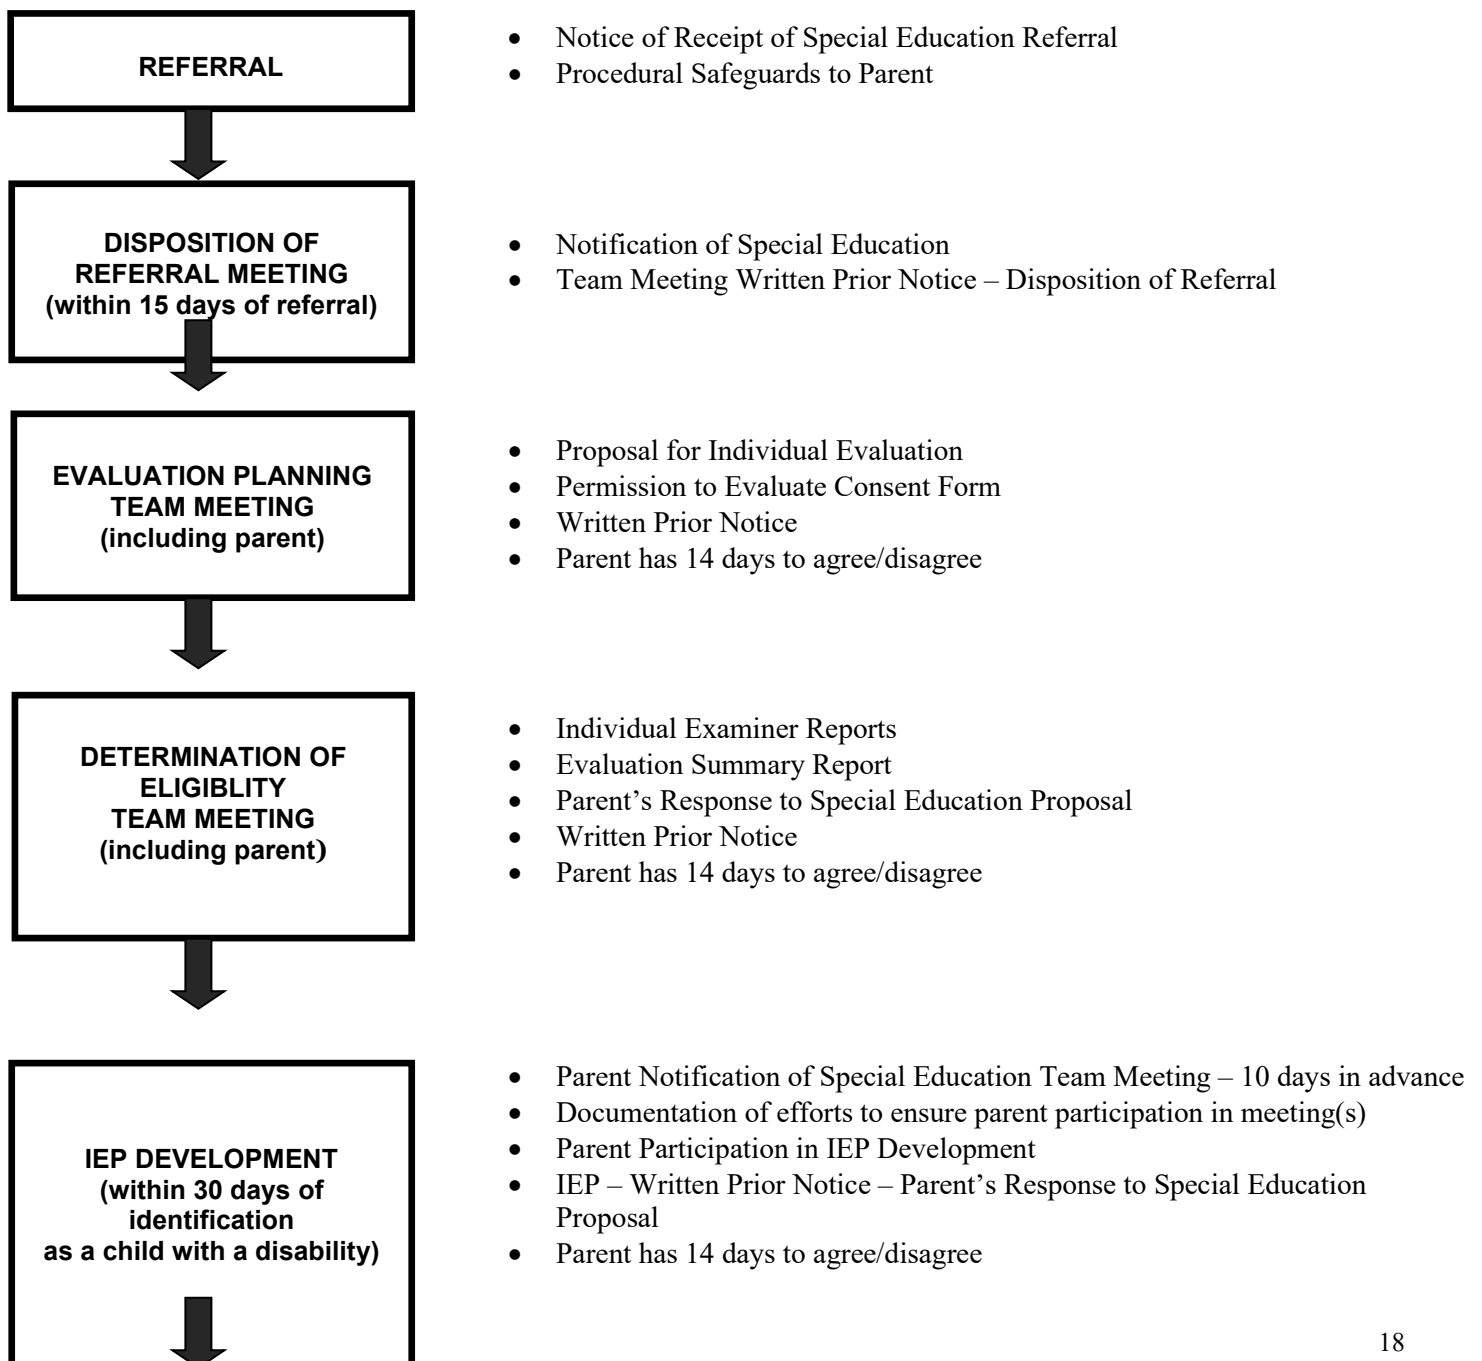 REFERRAL
• Notice of Receipt of Special Education Referral
• Procedural Safeguards to Parent
DISPOSITION OF
REFERRAL MEETING
(within 15 days of referral)
• Notification of Special Education
• Team Meeting Written Prior Notice – Disposition of Referral
EVALUATION PLANNING
TEAM MEETING
(including parent)
• Proposal for Individual Evaluation
• Permission to Evaluate Consent Form
• Written Prior Notice
• Parent has 14 days to agree/disagree
DETERMINATION OF
ELIGIBLITY
TEAM MEETING
(including parent)
• Individual Examiner Reports
• Evaluation Summary Report
• Parent’s Response to Special Education Proposal
• Written Prior Notice
• Parent has 14 days to agree/disagree
IEP DEVELOPMENT
(within 30 days of
identification
as a child with a disability)
• Parent Notification of Special Education Team Meeting – 10 days in advance
• Documentation of efforts to ensure parent participation in meeting(s)
• Parent Participation in IEP Development
• IEP – Written Prior Notice – Parent’s Response to Special Education
Proposal
• Parent has 14 days to agree/disagree
18